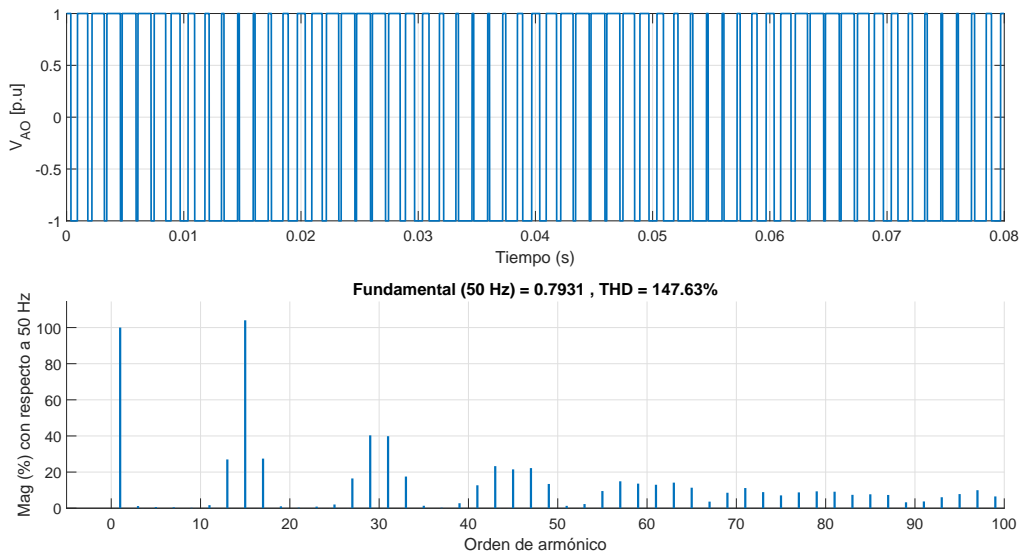 1
0.5
0
-0.5
-1
V_AO [p.u]
0 0.01 0.02 0.03 0.04 0.05 0.06 0.07 0.08
Tiempo (s)
Fundamental (50 Hz) = 0.7931 , THD = 147.63%
100
80
60
40
20
0
Mag (%) con respecto a 50 Hz
0 10 20 30 40 50 60 70 80 90 100
Orden de armónico